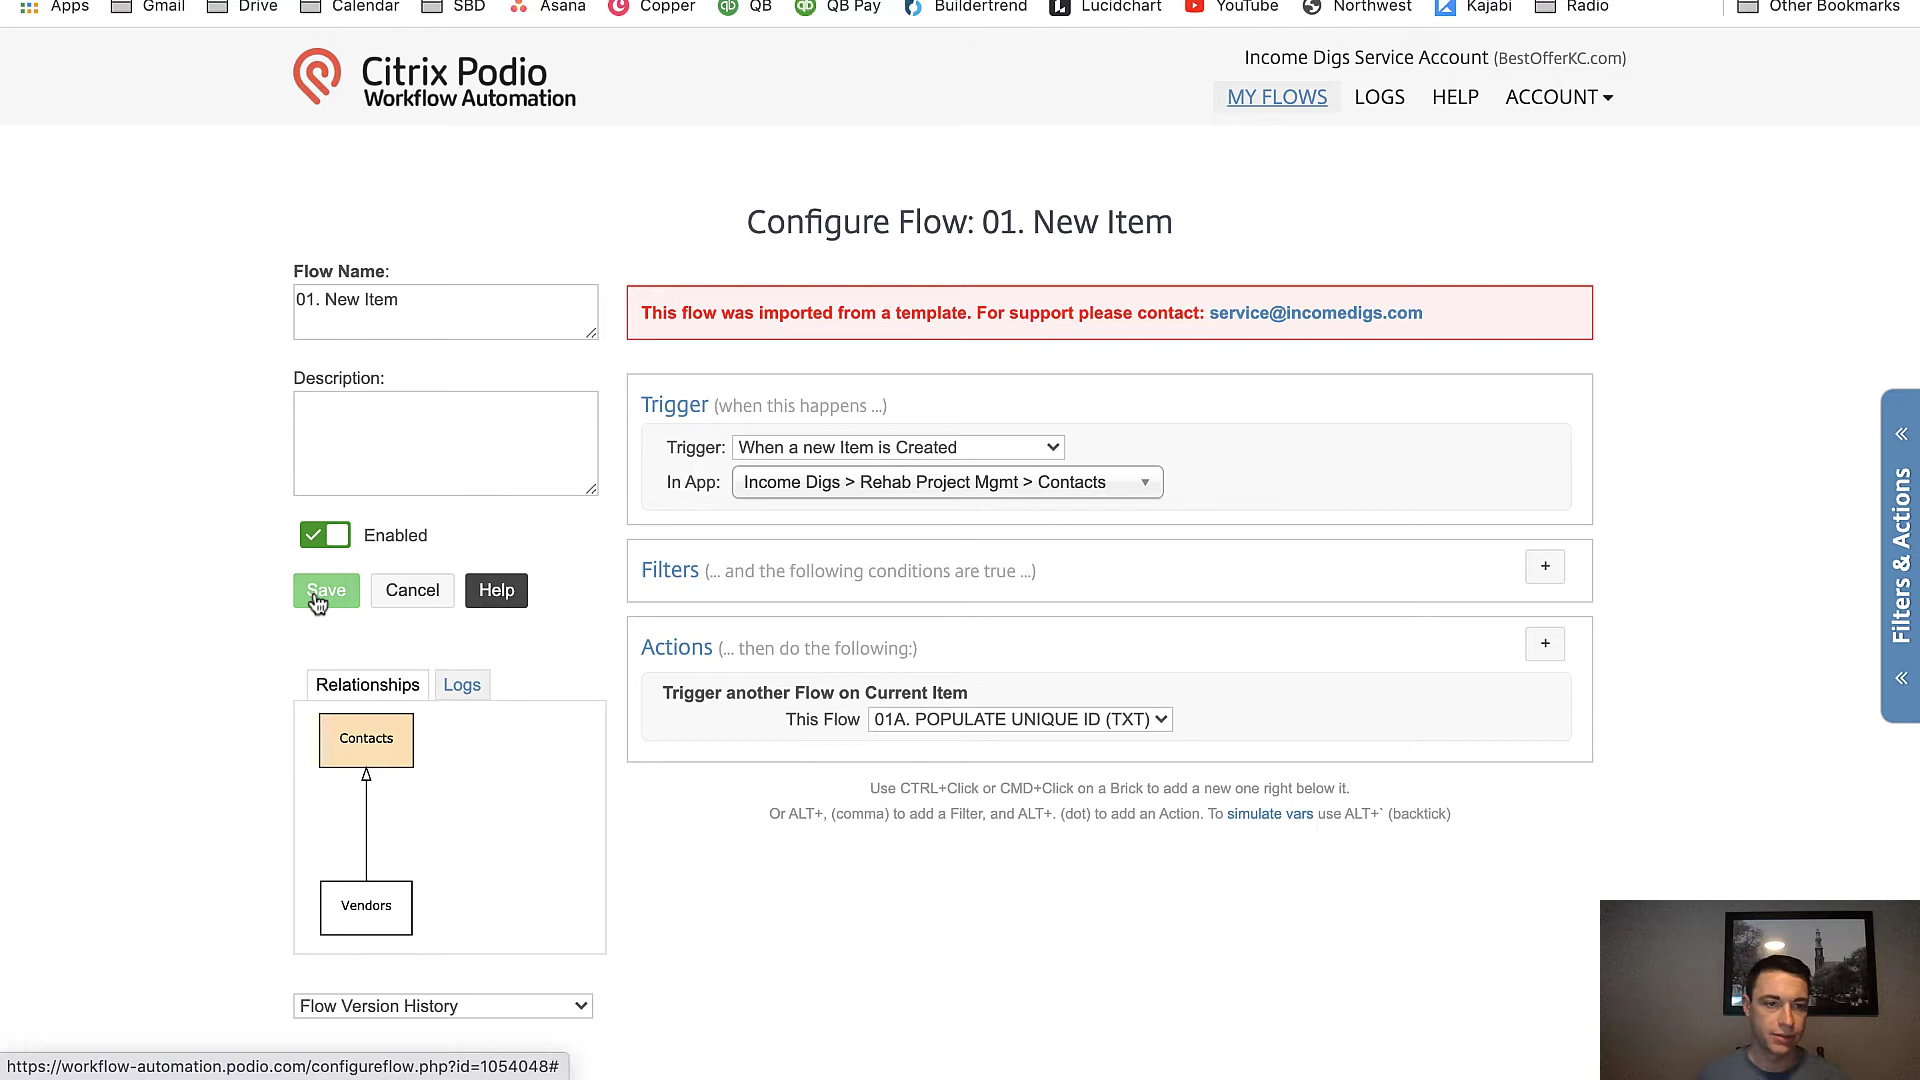 Apps Gmail Drive Calendar SBD Asana Copper QB QB Pay Buildertrend Lucidchart YouTube Northwest Kajabi Radio Other Bookmarks
Citrix Podio
Workflow Automation
Income Digs Service Account (BestOfferKC.com)
MY FLOWS LOGS HELP ACCOUNT
Configure Flow: 01. New Item
Flow Name:
01. New Item
Description:
Enabled
Save Cancel Help
Relationships Logs
Contacts
Vendors
Flow Version History
This flow was imported from a template. For support please contact: service@incomedigs.com
Trigger (when this happens ...)
Trigger: When a new Item is Created
In App: Income Digs > Rehab Project Mgmt > Contacts
Filters (... and the following conditions are true ...)
+
Actions (... then do the following:)
+
Trigger another Flow on Current Item
This Flow 01A. POPULATE UNIQUE ID (TXT)
Use CTRL+Click or CMD+Click on a Brick to add a new one right below it.
Or ALT+, (comma) to add a Filter, and ALT+. (dot) to add an Action. To simulate vars use ALT+` (backtick)
« Filters & Actions «
https://workflow-automation.podio.com/configureflow.php?id=1054048#